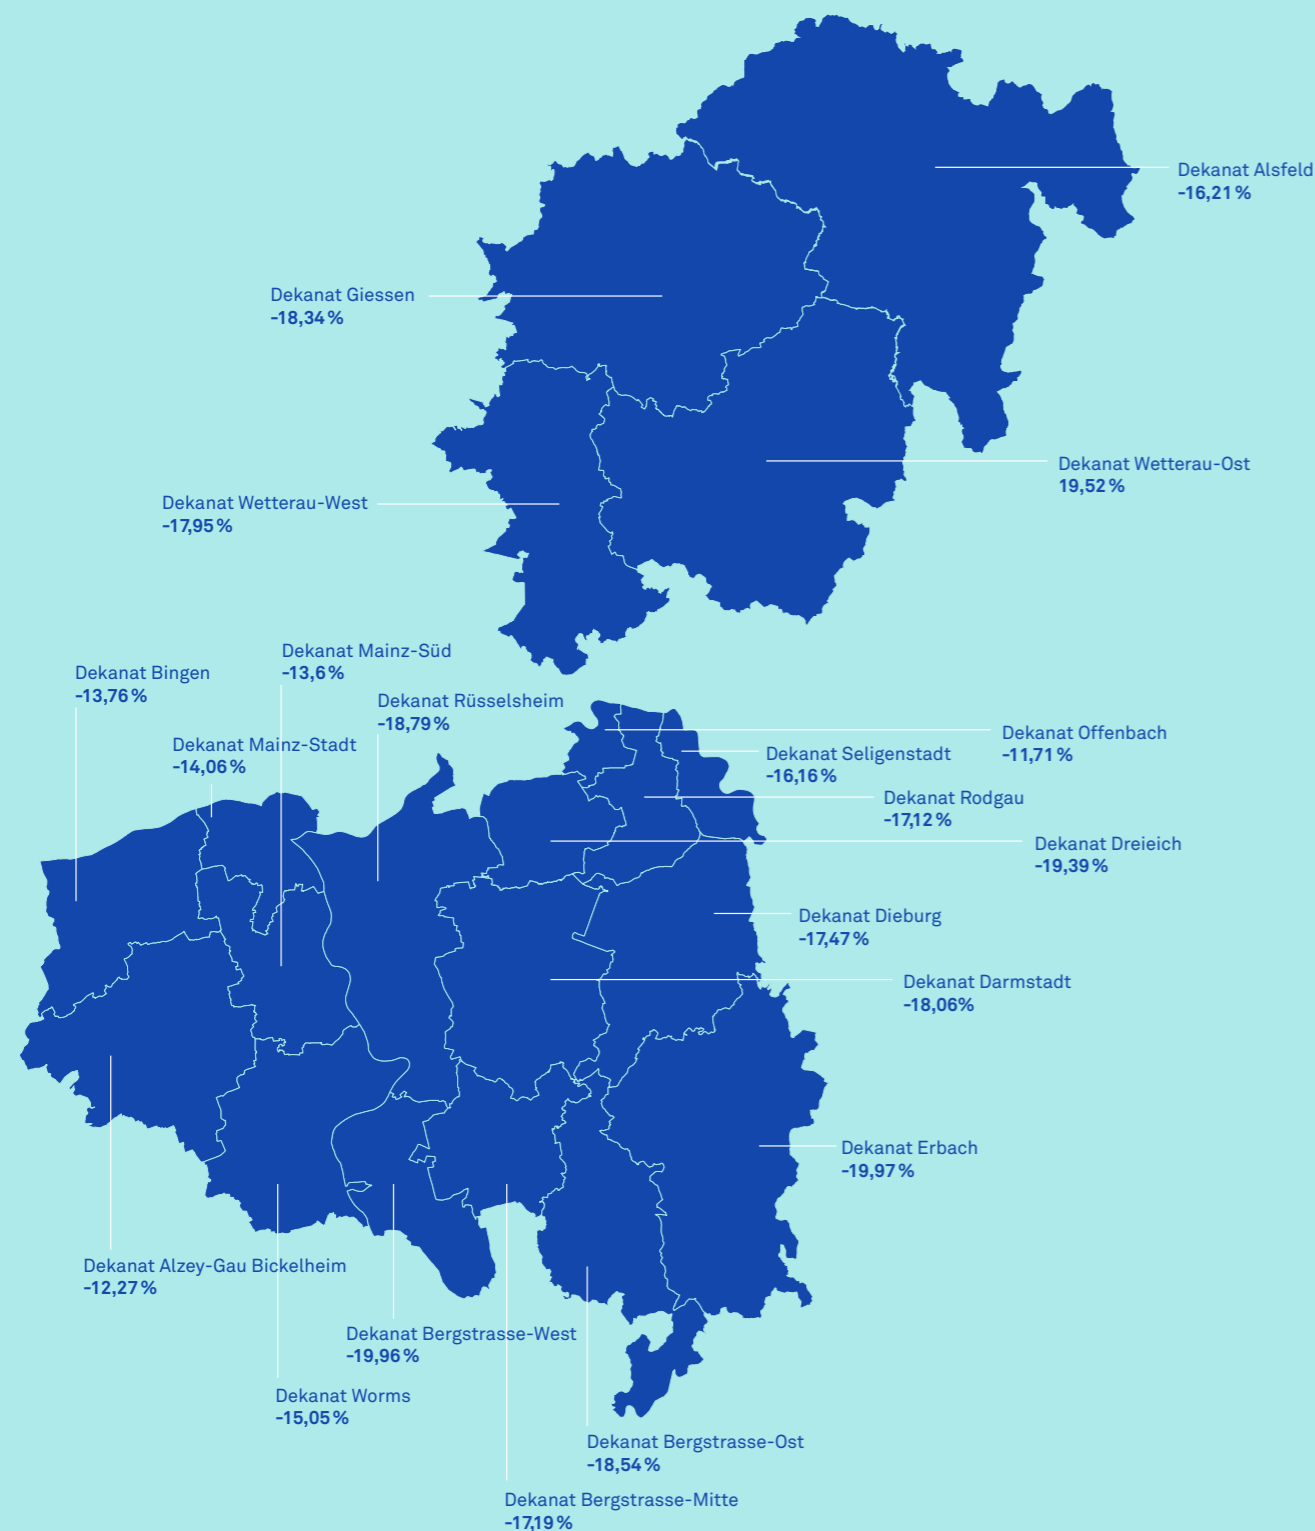 Dekanat Alsfeld
-16,21 %
Dekanat Giessen
-18,34 %
Dekanat Wetterau-Ost
19,52 %
Dekanat Wetterau-West
-17,95 %
Dekanat Mainz-Süd
-13,6 %
Dekanat Bingen
-13,76 %
Dekanat Rüsselsheim
-18,79 %
Dekanat Mainz-Stadt
-14,06 %
Dekanat Offenbach
-11,71 %
Dekanat Seligenstadt
-16,16 %
Dekanat Rodgau
-17,12 %
Dekanat Dreieich
-19,39 %
Dekanat Dieburg
-17,47 %
Dekanat Darmstadt
-18,06%
Dekanat Erbach
-19,97 %
Dekanat Alzey-Gau Bickelheim
-12,27 %
Dekanat Bergstrasse-West
-19,96 %
Dekanat Worms
-15,05 %
Dekanat Bergstrasse-Ost
-18,54 %
Dekanat Bergstrasse-Mitte
-17,19 %